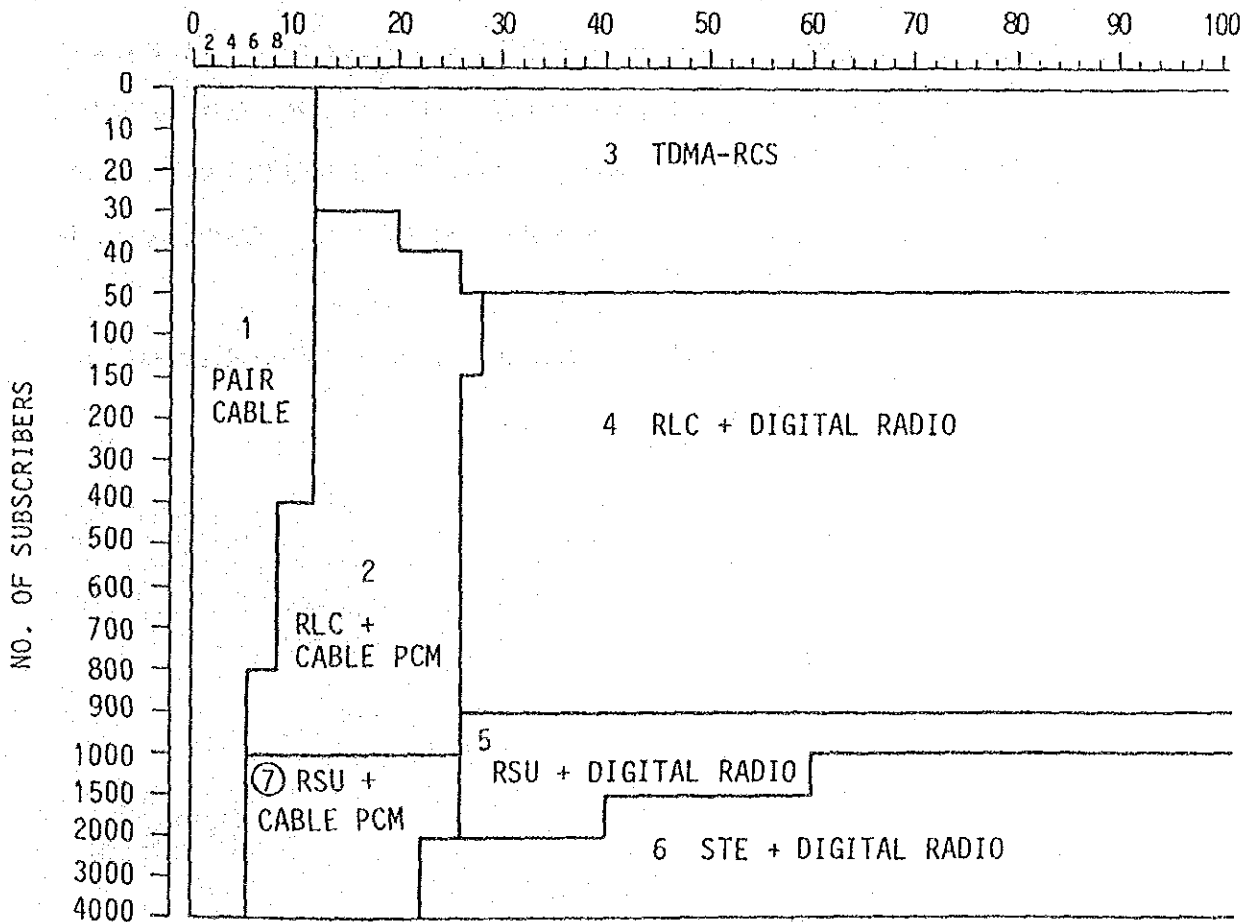 0 10 20 30 40 50 60 70 80 90 100
2 4 6 8
0
10
20
30
40
50
100
150
200
300
400
500
600
700
800
900
1000
1500
2000
3000
4000
NO. OF SUBSCRIBERS
1
PAIR
CABLE
2
RLC +
CABLE PCM
3 TDMA-RCS
4 RLC + DIGITAL RADIO
5
RSU + DIGITAL RADIO
6 STE + DIGITAL RADIO
⑦ RSU +
CABLE PCM